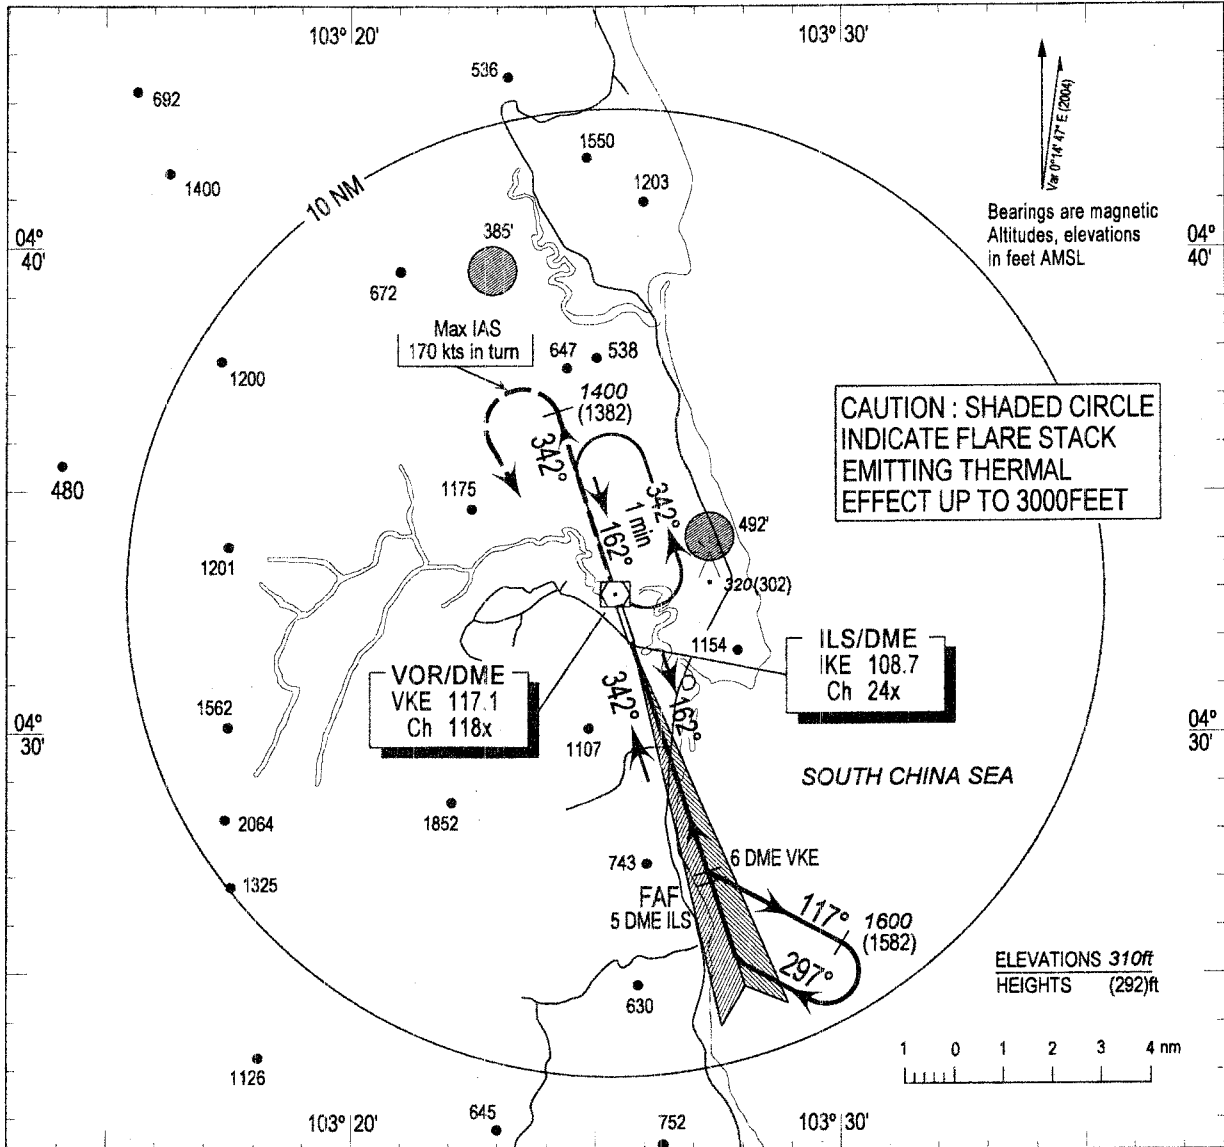 103° 20'
103° 30'
536
692
1550
1400
1203
Var 0°14' 47" E (2004)
Bearings are magnetic
Altitudes, elevations
in feet AMSL
10 NM
04°
40'
385'
04°
40'
672
Max IAS
170 kts in turn
647
538
1200
1400
(1382)
CAUTION : SHADED CIRCLE
INDICATE FLARE STACK
EMITTING THERMAL
EFFECT UP TO 3000FEET
342°
480
1175
1 min
342°
162°
492'
1201
320(302)
1154
ILS/DME
IKE 108.7
Ch 24x
VOR/DME
VKE 117.1
Ch 118x
342°
162°
1562
04°
30'
1107
04°
30'
SOUTH CHINA SEA
1852
2064
743
6 DME VKE
1325
FAF
5 DME ILS
117°
1600
(1582)
297°
ELEVATIONS 310ft
HEIGHTS (292)ft
630
1 0 1 2 3 4 nm
1126
645
103° 20'
752
103° 30'